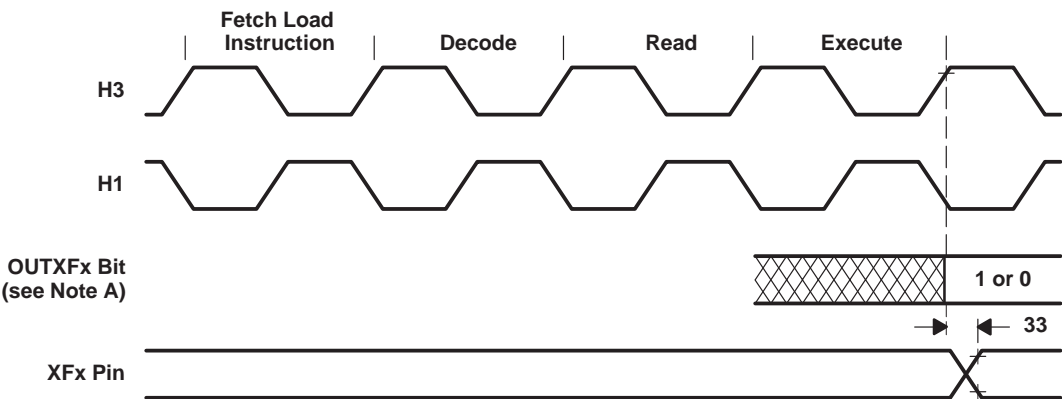 Fetch Load
Instruction
Decode
Read
Execute
H3
H1
OUTXFx Bit
(see Note A)
1 or 0
33
XFx Pin